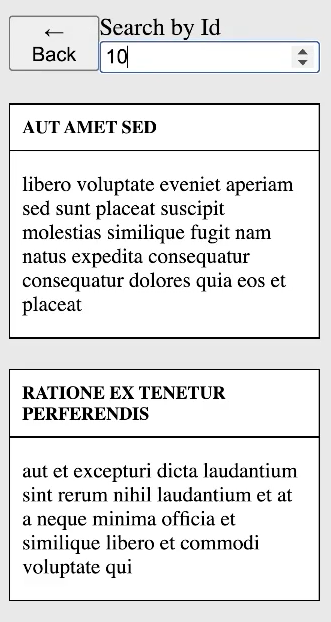 ←
Back
Search by Id
10
AUT AMET SED
libero voluptate eveniet aperiam
sed sunt placeat suscipit
molestias similique fugit nam
natus expedita consequatur
consequatur dolores quia eos et
placeat
RATIONE EX TENETUR
PERFERENDIS
aut et excepturi dicta laudantium
sint rerum nihil laudantium et at
a neque minima officia et
similique libero et commodi
voluptate qui